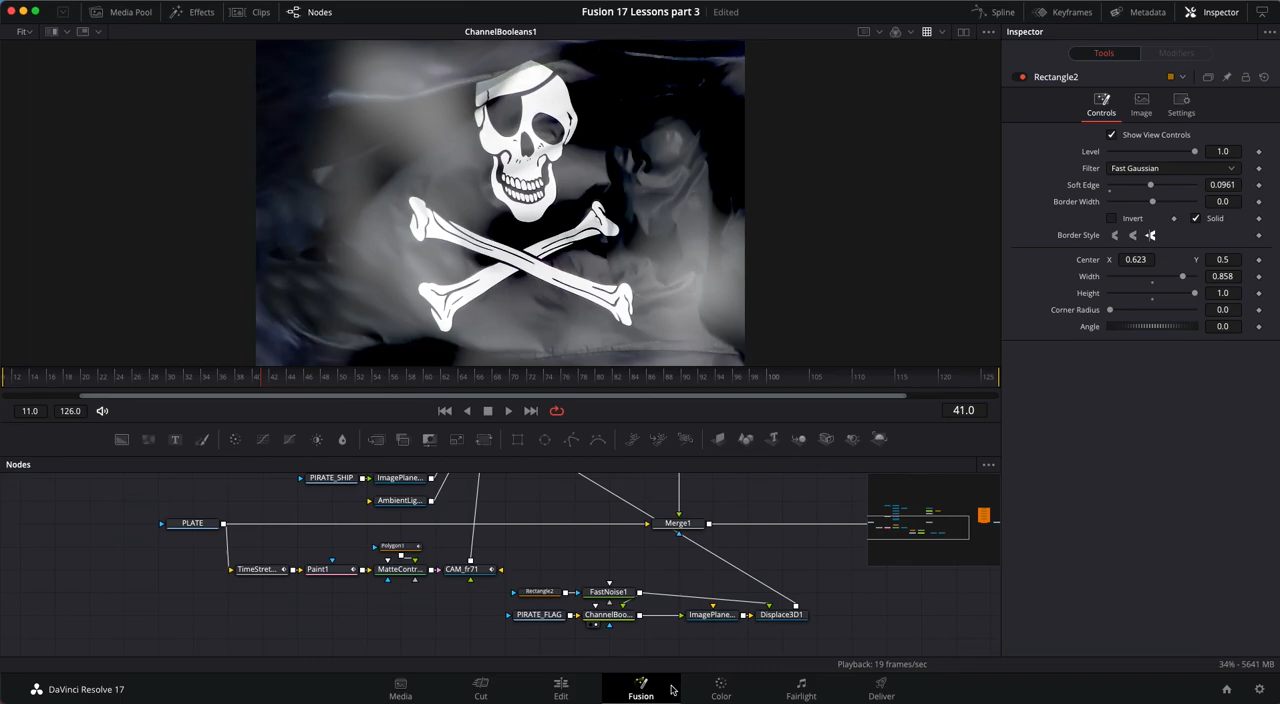 Media Pool Effects Clips Nodes Fusion 17 Lessons part 3 Edited Spline Keyframes Metadata Inspector
Fit ChannelBooleans1 Inspector
Tools Modifiers
Rectangle2
Controls Image Settings
Show View Controls
Level 1.0
Filter Fast Gaussian
Soft Edge 0.0961
Border Width 0.0
Invert Solid
Border Style
Center X 0.623 Y 0.5
Width 0.858
Height 1.0
Corner Radius 0.0
Angle 0.0
12 14 16 18 20 22 24 26 28 30 32 34 36 38 40 42 44 46 48 50 52 54 56 58 60 62 64 66 68 70 72 74 76 78 80 82 84 86 88 90 92 94 96 98 100 105 110 115 120 125
11.0 126.0 41.0
Nodes
PIRATE_SHIP ImagePlane...
AmbientLig...
PLATE Merge1
Polygon1
TimeStret... Paint1 MatteContr... CAM_fr71
Rectangle2 FastNoise1
PIRATE_FLAG ChannelBoo... ImagePlane... Displace3D1
Playback: 19 frames/sec 34% - 5641 MB
DaVinci Resolve 17 Media Cut Edit Fusion Color Fairlight Deliver